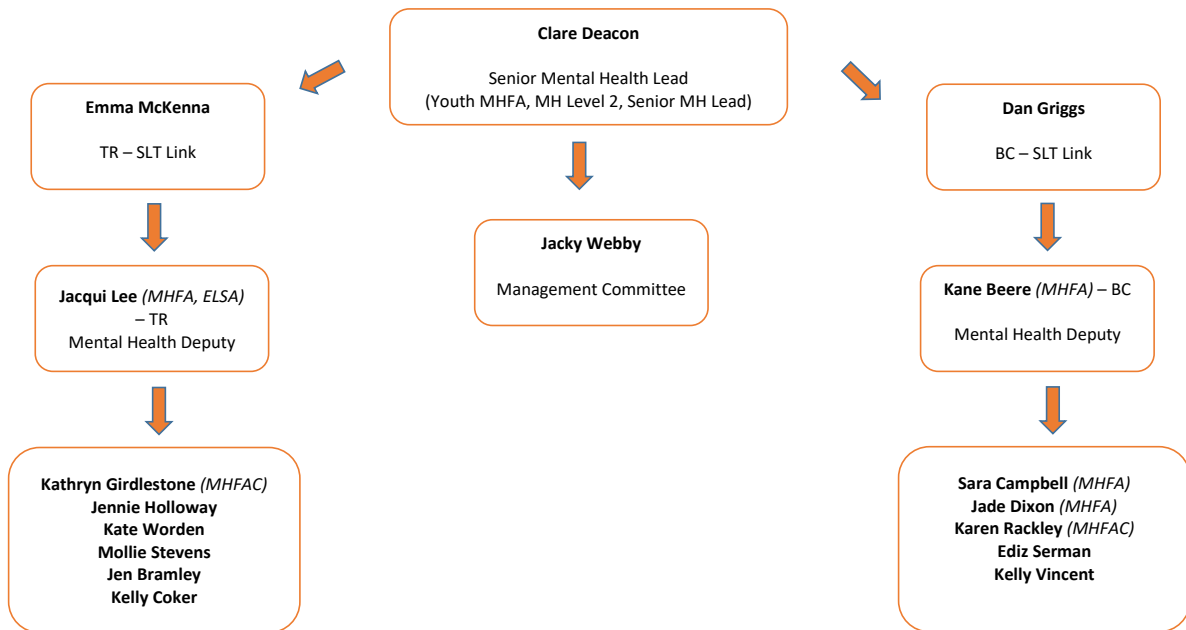 Clare Deacon
Senior Mental Health Lead
(Youth MHFA, MH Level 2, Senior MH Lead)
Emma McKenna
TR – SLT Link
Dan Griggs
BC – SLT Link
Jacky Webby
Management Committee
Jacqui Lee (MHFA, ELSA)
– TR
Mental Health Deputy
Kane Beere (MHFA) – BC
Mental Health Deputy
Kathryn Girdlestone (MHFAC)
Jennie Holloway
Kate Worden
Mollie Stevens
Jen Bramley
Kelly Coker
Sara Campbell (MHFA)
Jade Dixon (MHFA)
Karen Rackley (MHFAC)
Ediz Serman
Kelly Vincent